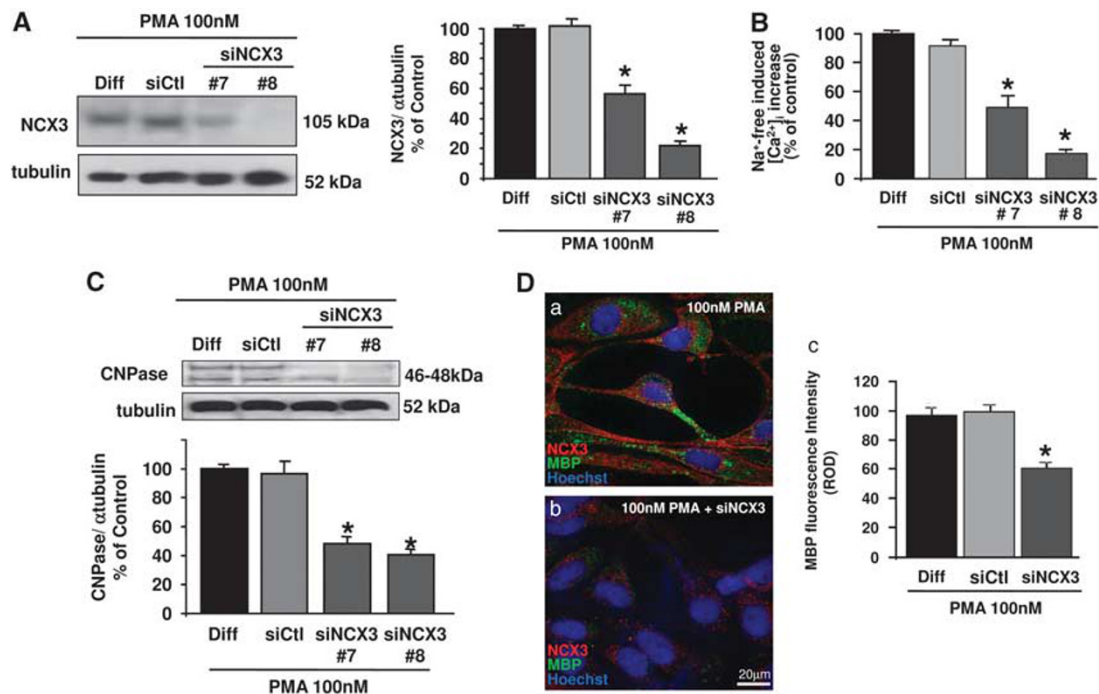 A
PMA 100nM
siNCX3
Diff siCtl #7 #8
NCX3
105 kDa
tubulin
52 kDa
NCX3/ αtubulin
% of Control
100
80
60
40
20
0
*
*
Diff siCtl siNCX3 siNCX3
#7 #8
PMA 100nM
B
Na⁺-free induced
[Ca²⁺]i increase
(% of control)
100
80
60
40
20
0
*
*
Diff siCtl siNCX3 siNCX3
#7 #8
PMA 100nM
C
PMA 100nM
siNCX3
Diff siCtl #7 #8
CNPase
46-48kDa
tubulin
52 kDa
CNPase/ αtubulin
% of Control
100
80
60
40
20
0
*
*
Diff siCtl siNCX3 siNCX3
#7 #8
PMA 100nM
D
a
100nM PMA
NCX3
MBP
Hoechst
b
100nM PMA + siNCX3
NCX3
MBP
Hoechst
20µm
c
MBP fluorescence Intensity
(ROD)
120
100
80
60
40
20
0
*
Diff siCtl siNCX3
PMA 100nM